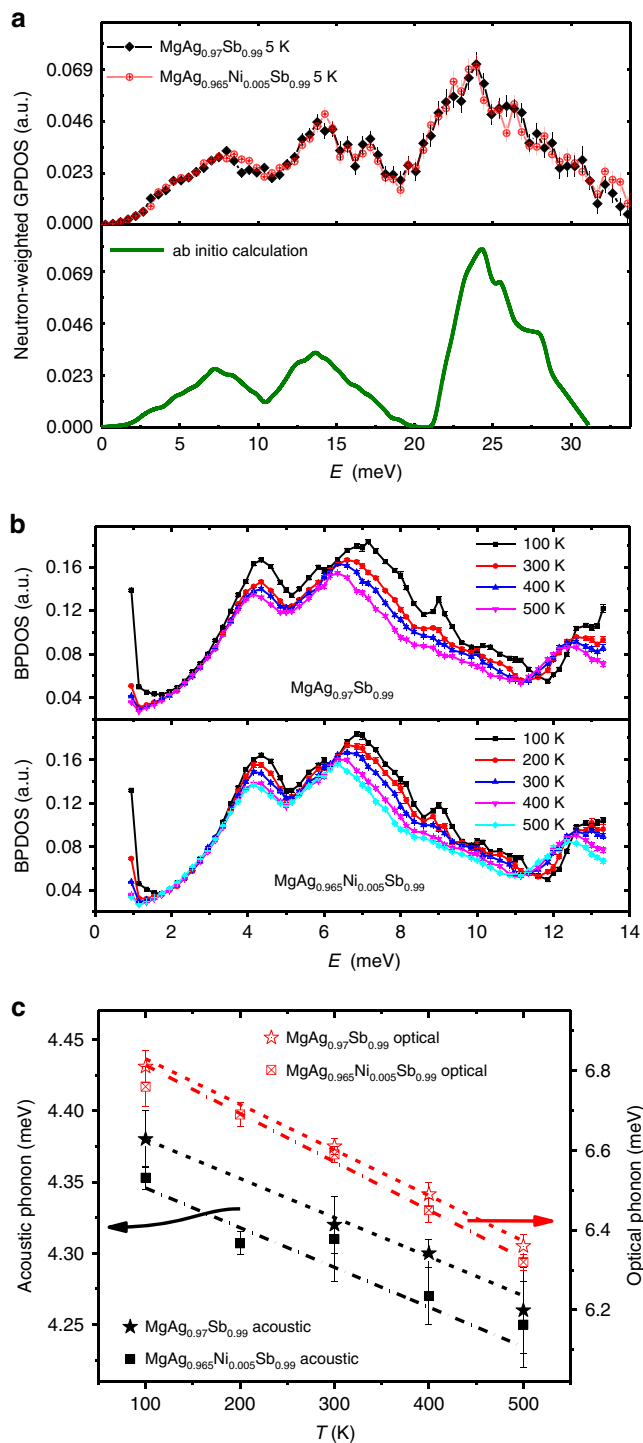 a
MgAg0.97Sb0.99 5 K
MgAg0.965Ni0.005Sb0.99 5 K
0.069
0.046
0.023
0.000
Neutron-weighted GPDOS (a.u.)
ab initio calculation
0.069
0.046
0.023
0.000
0 5 10 15 20 25 30
E (meV)
b
100 K
300 K
400 K
500 K
0.16
0.12
0.08
0.04
BPDOS (a.u.)
MgAg0.97Sb0.99
100 K
200 K
300 K
400 K
500 K
0.16
0.12
0.08
0.04
BPDOS (a.u.)
MgAg0.965Ni0.005Sb0.99
0 2 4 6 8 10 12 14
E (meV)
c
MgAg0.97Sb0.99 optical
MgAg0.965Ni0.005Sb0.99 optical
4.45
4.40
4.35
4.30
4.25
Acoustic phonon (meV)
6.8
6.6
6.4
6.2
Optical phonon (meV)
MgAg0.97Sb0.99 acoustic
MgAg0.965Ni0.005Sb0.99 acoustic
100 200 300 400 500
T (K)